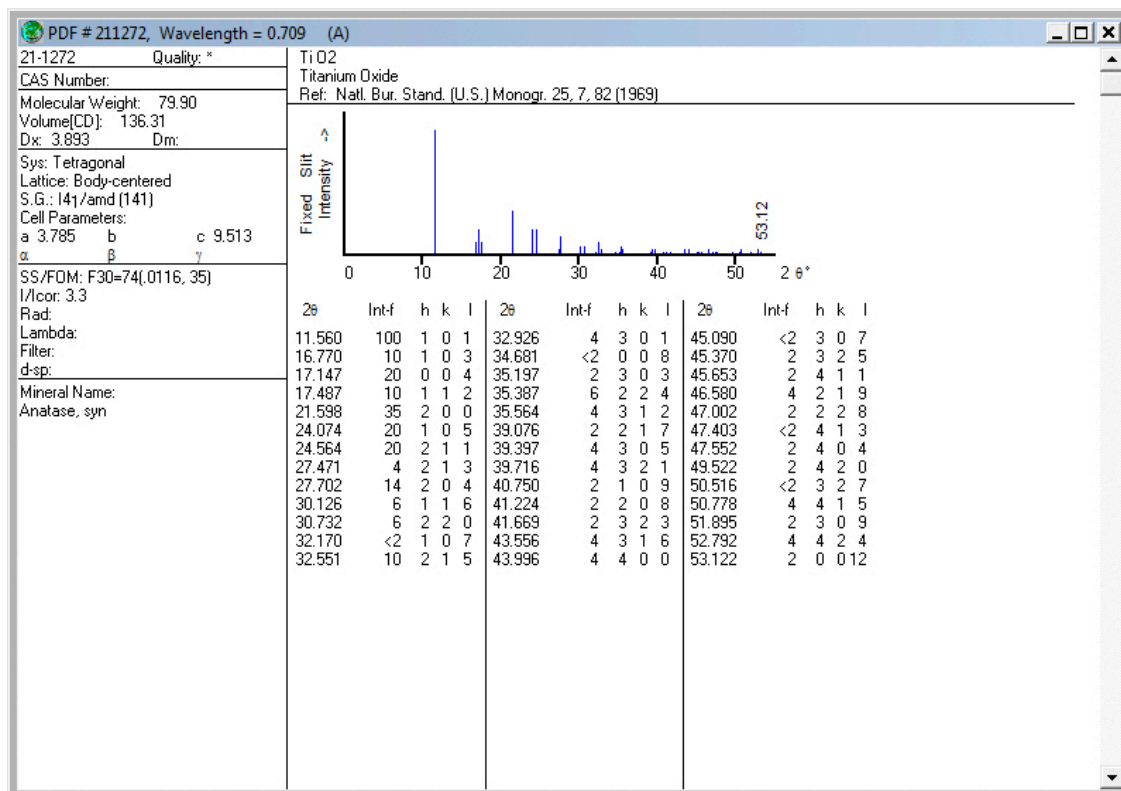 PDF # 211272, Wavelength = 0.709 (A)
21-1272 Quality: *
CAS Number:
Molecular Weight: 79.90
Volume[CD]: 136.31
Dx: 3.893 Dm:
Sys: Tetragonal
Lattice: Body-centered
S.G.: I41/amd (141)
Cell Parameters:
a 3.785 b c 9.513
α β γ
SS/FOM: F30=74(.0116, 35)
I/Icor: 3.3
Rad:
Lambda:
Filter:
d-sp:
Mineral Name:
Anatase, syn
Ti O2
Titanium Oxide
Ref: Natl. Bur. Stand. (U.S.) Monogr. 25, 7, 82 (1969)
Fixed Slit
Intensity ->
53.12
0 10 20 30 40 50 2 θ°
2θ Int-f h k l 2θ Int-f h k l 2θ Int-f h k l
11.560 100 1 0 1 32.926 4 3 0 1 45.090 <2 3 0 7
16.770 10 1 0 3 34.681 <2 0 0 8 45.370 2 3 2 5
17.147 20 0 0 4 35.197 2 3 0 3 45.653 2 4 1 1
17.487 10 1 1 2 35.387 6 2 2 4 46.580 4 2 1 9
21.598 35 2 0 0 35.564 4 3 1 2 47.002 2 2 2 8
24.074 20 1 0 5 39.076 2 2 1 7 47.403 <2 4 1 3
24.564 20 2 1 1 39.397 4 3 0 5 47.552 2 4 0 4
27.471 4 2 1 3 39.716 4 3 2 1 49.522 2 4 2 0
27.702 14 2 0 4 40.750 2 1 0 9 50.516 <2 3 2 7
30.126 6 1 1 6 41.224 2 2 0 8 50.778 4 4 1 5
30.732 6 2 2 0 41.669 2 3 2 3 51.895 2 3 0 9
32.170 <2 1 0 7 43.556 4 3 1 6 52.792 4 4 2 4
32.551 10 2 1 5 43.996 4 4 0 0 53.122 2 0 0 12